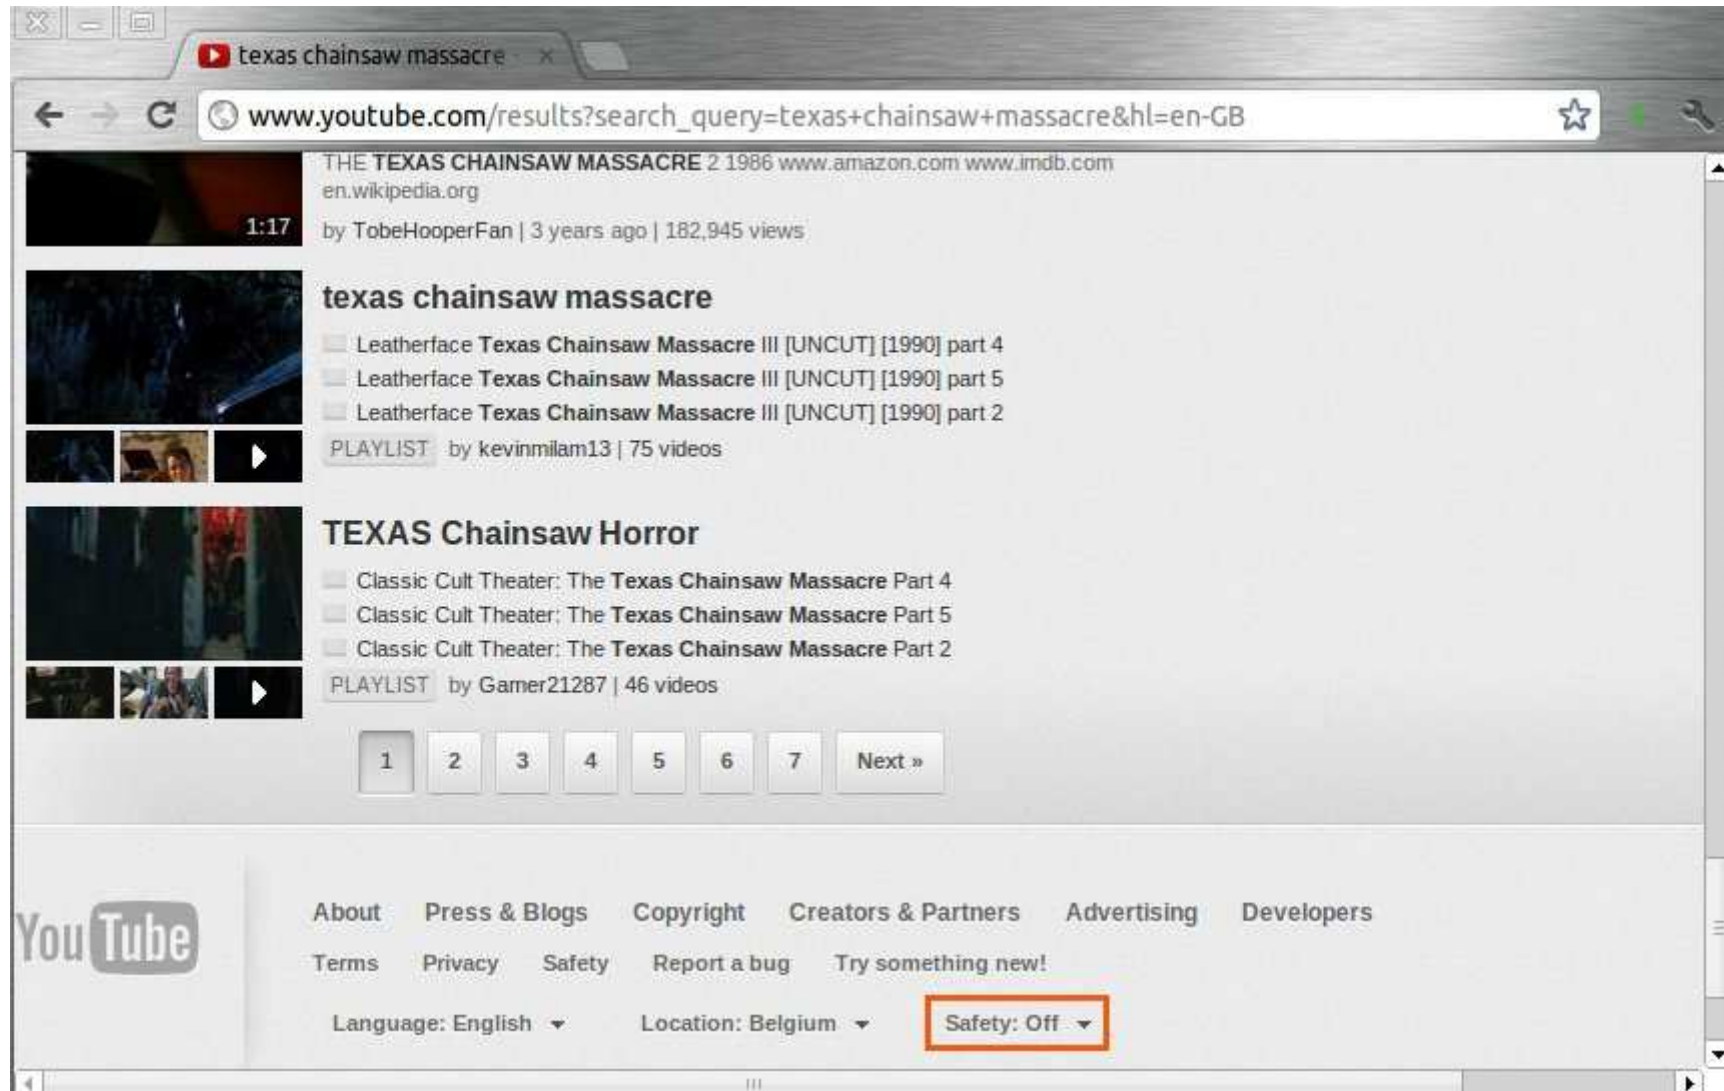 texas chainsaw massacre -
www.youtube.com/results?search_query=texas+chainsaw+massacre&hl=en-GB
THE TEXAS CHAINSAW MASSACRE 2 1986 www.amazon.com www.imdb.com
en.wikipedia.org
1:17
by TobeHooperFan | 3 years ago | 182,945 views
texas chainsaw massacre
Leatherface Texas Chainsaw Massacre III [UNCUT] [1990] part 4
Leatherface Texas Chainsaw Massacre III [UNCUT] [1990] part 5
Leatherface Texas Chainsaw Massacre III [UNCUT] [1990] part 2
PLAYLIST by kevinmilam13 | 75 videos
TEXAS Chainsaw Horror
Classic Cult Theater: The Texas Chainsaw Massacre Part 4
Classic Cult Theater: The Texas Chainsaw Massacre Part 5
Classic Cult Theater: The Texas Chainsaw Massacre Part 2
PLAYLIST by Gamer21287 | 46 videos
1 2 3 4 5 6 7 Next »
YouTube
About Press & Blogs Copyright Creators & Partners Advertising Developers
Terms Privacy Safety Report a bug Try something new!
Language: English Location: Belgium Safety: Off